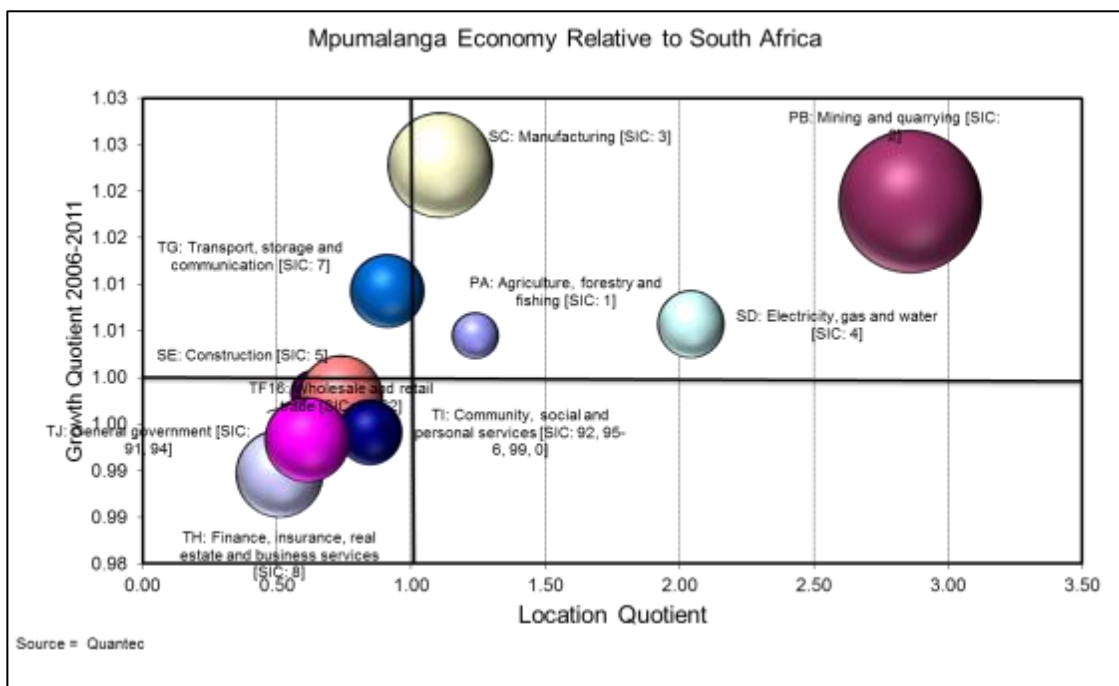 Mpumalanga Economy Relative to South Africa
1.03
1.03
1.02
1.02
1.01
1.01
1.00
1.00
0.99
0.99
0.98
Growth Quotient 2006-2011
PB: Mining and quarrying [SIC:
2]
SC: Manufacturing [SIC: 3]
TG: Transport, storage and
communication [SIC: 7]
PA: Agriculture, forestry and
fishing [SIC: 1]
SD: Electricity, gas and water
[SIC: 4]
SE: Construction [SIC: 5]
TF16: Wholesale and retail
trade
TI: Community, social and
personal services [SIC: 92, 95-
6, 99, 0]
TJ: General government [SIC:
91, 94]
TH: Finance, insurance, real
estate and business services
[SIC: 8]
0.00 0.50 1.00 1.50 2.00 2.50 3.00 3.50
Location Quotient
Source = Quantec